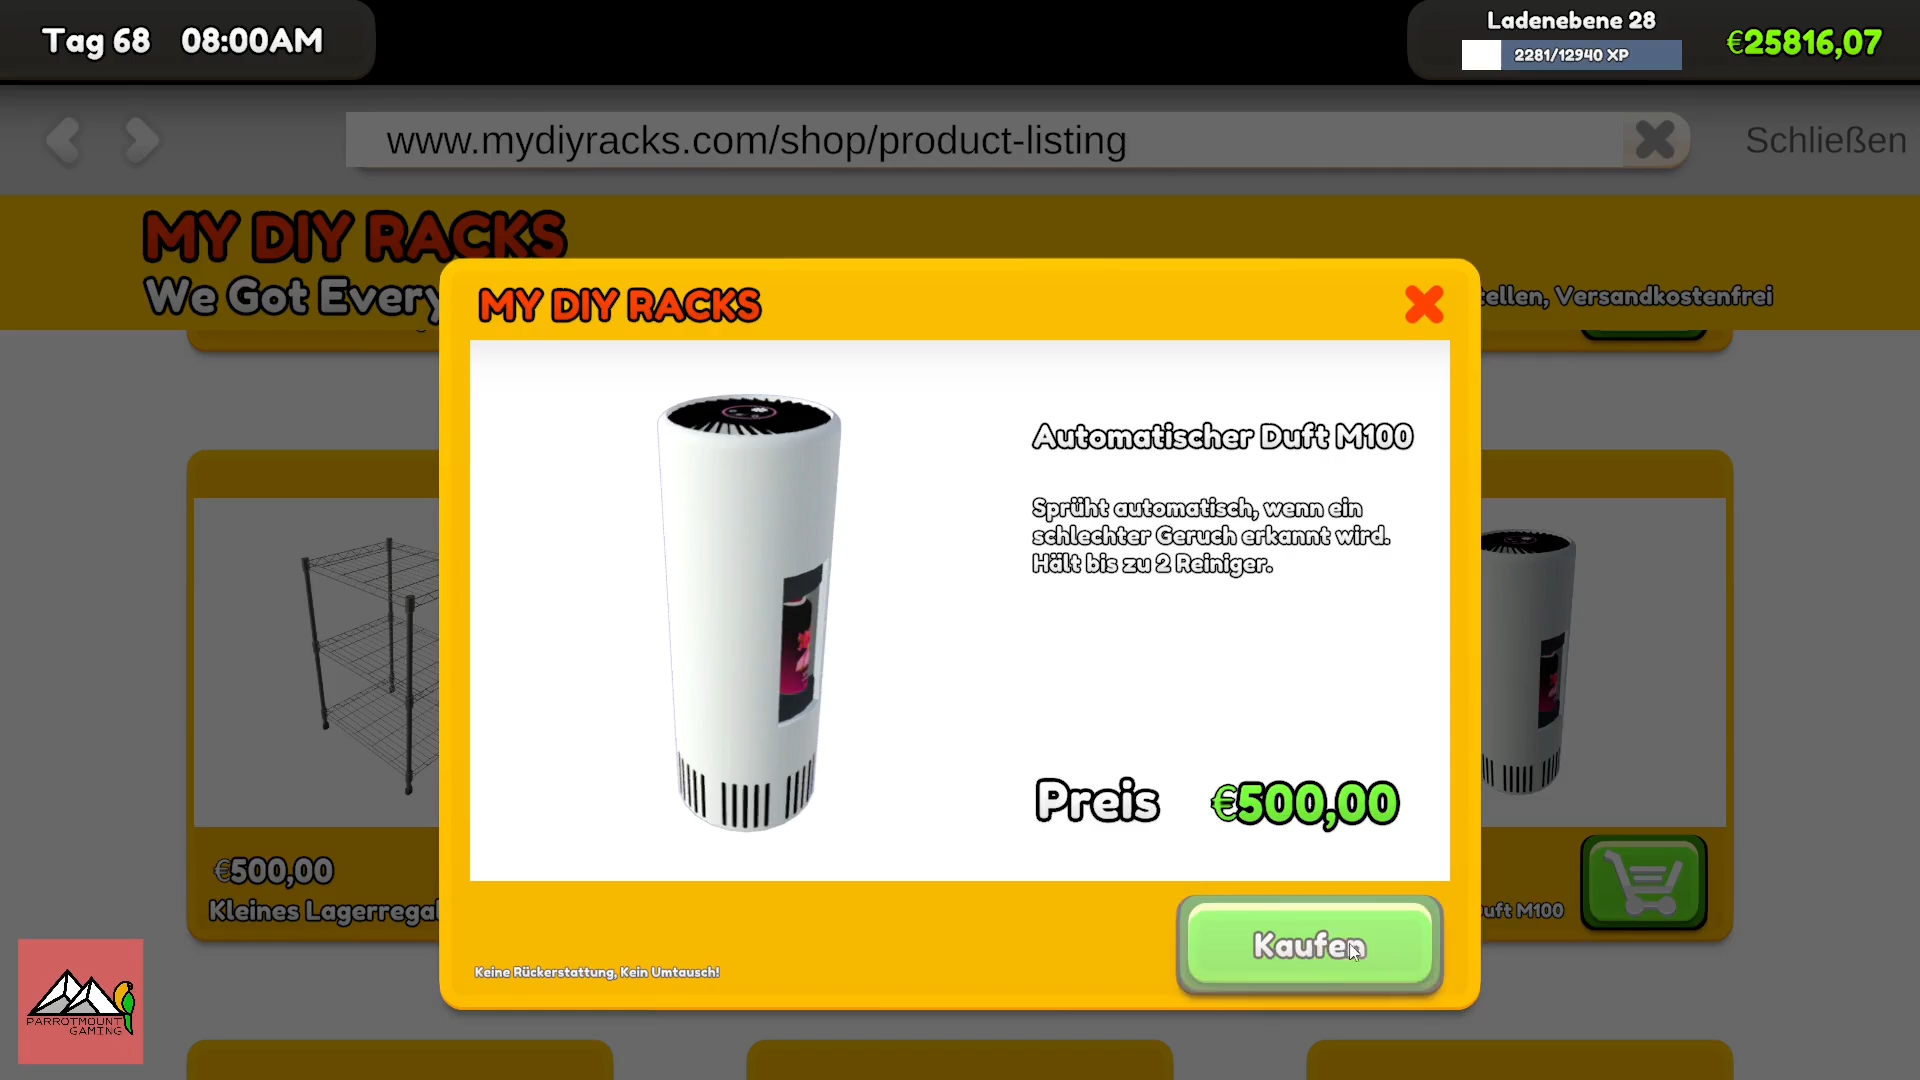 Tag 68 08:00AM
Ladenebene 28
2281/12940 XP
€25816,07
www.mydiyracks.com/shop/product-listing
Schließen
MY DIY RACKS
We Got Every
tellen, Versandkostenfrei
MY DIY RACKS
Automatischer Duft M100
Sprüht automatisch, wenn ein
schlechter Geruch erkannt wird.
Hält bis zu 2 Reiniger.
Preis €500,00
€500,00
Kleines Lagerregal
Duft M100
Kaufen
Keine Rückerstattung, Kein Umtausch!
PARROTMOUNT
GAMING